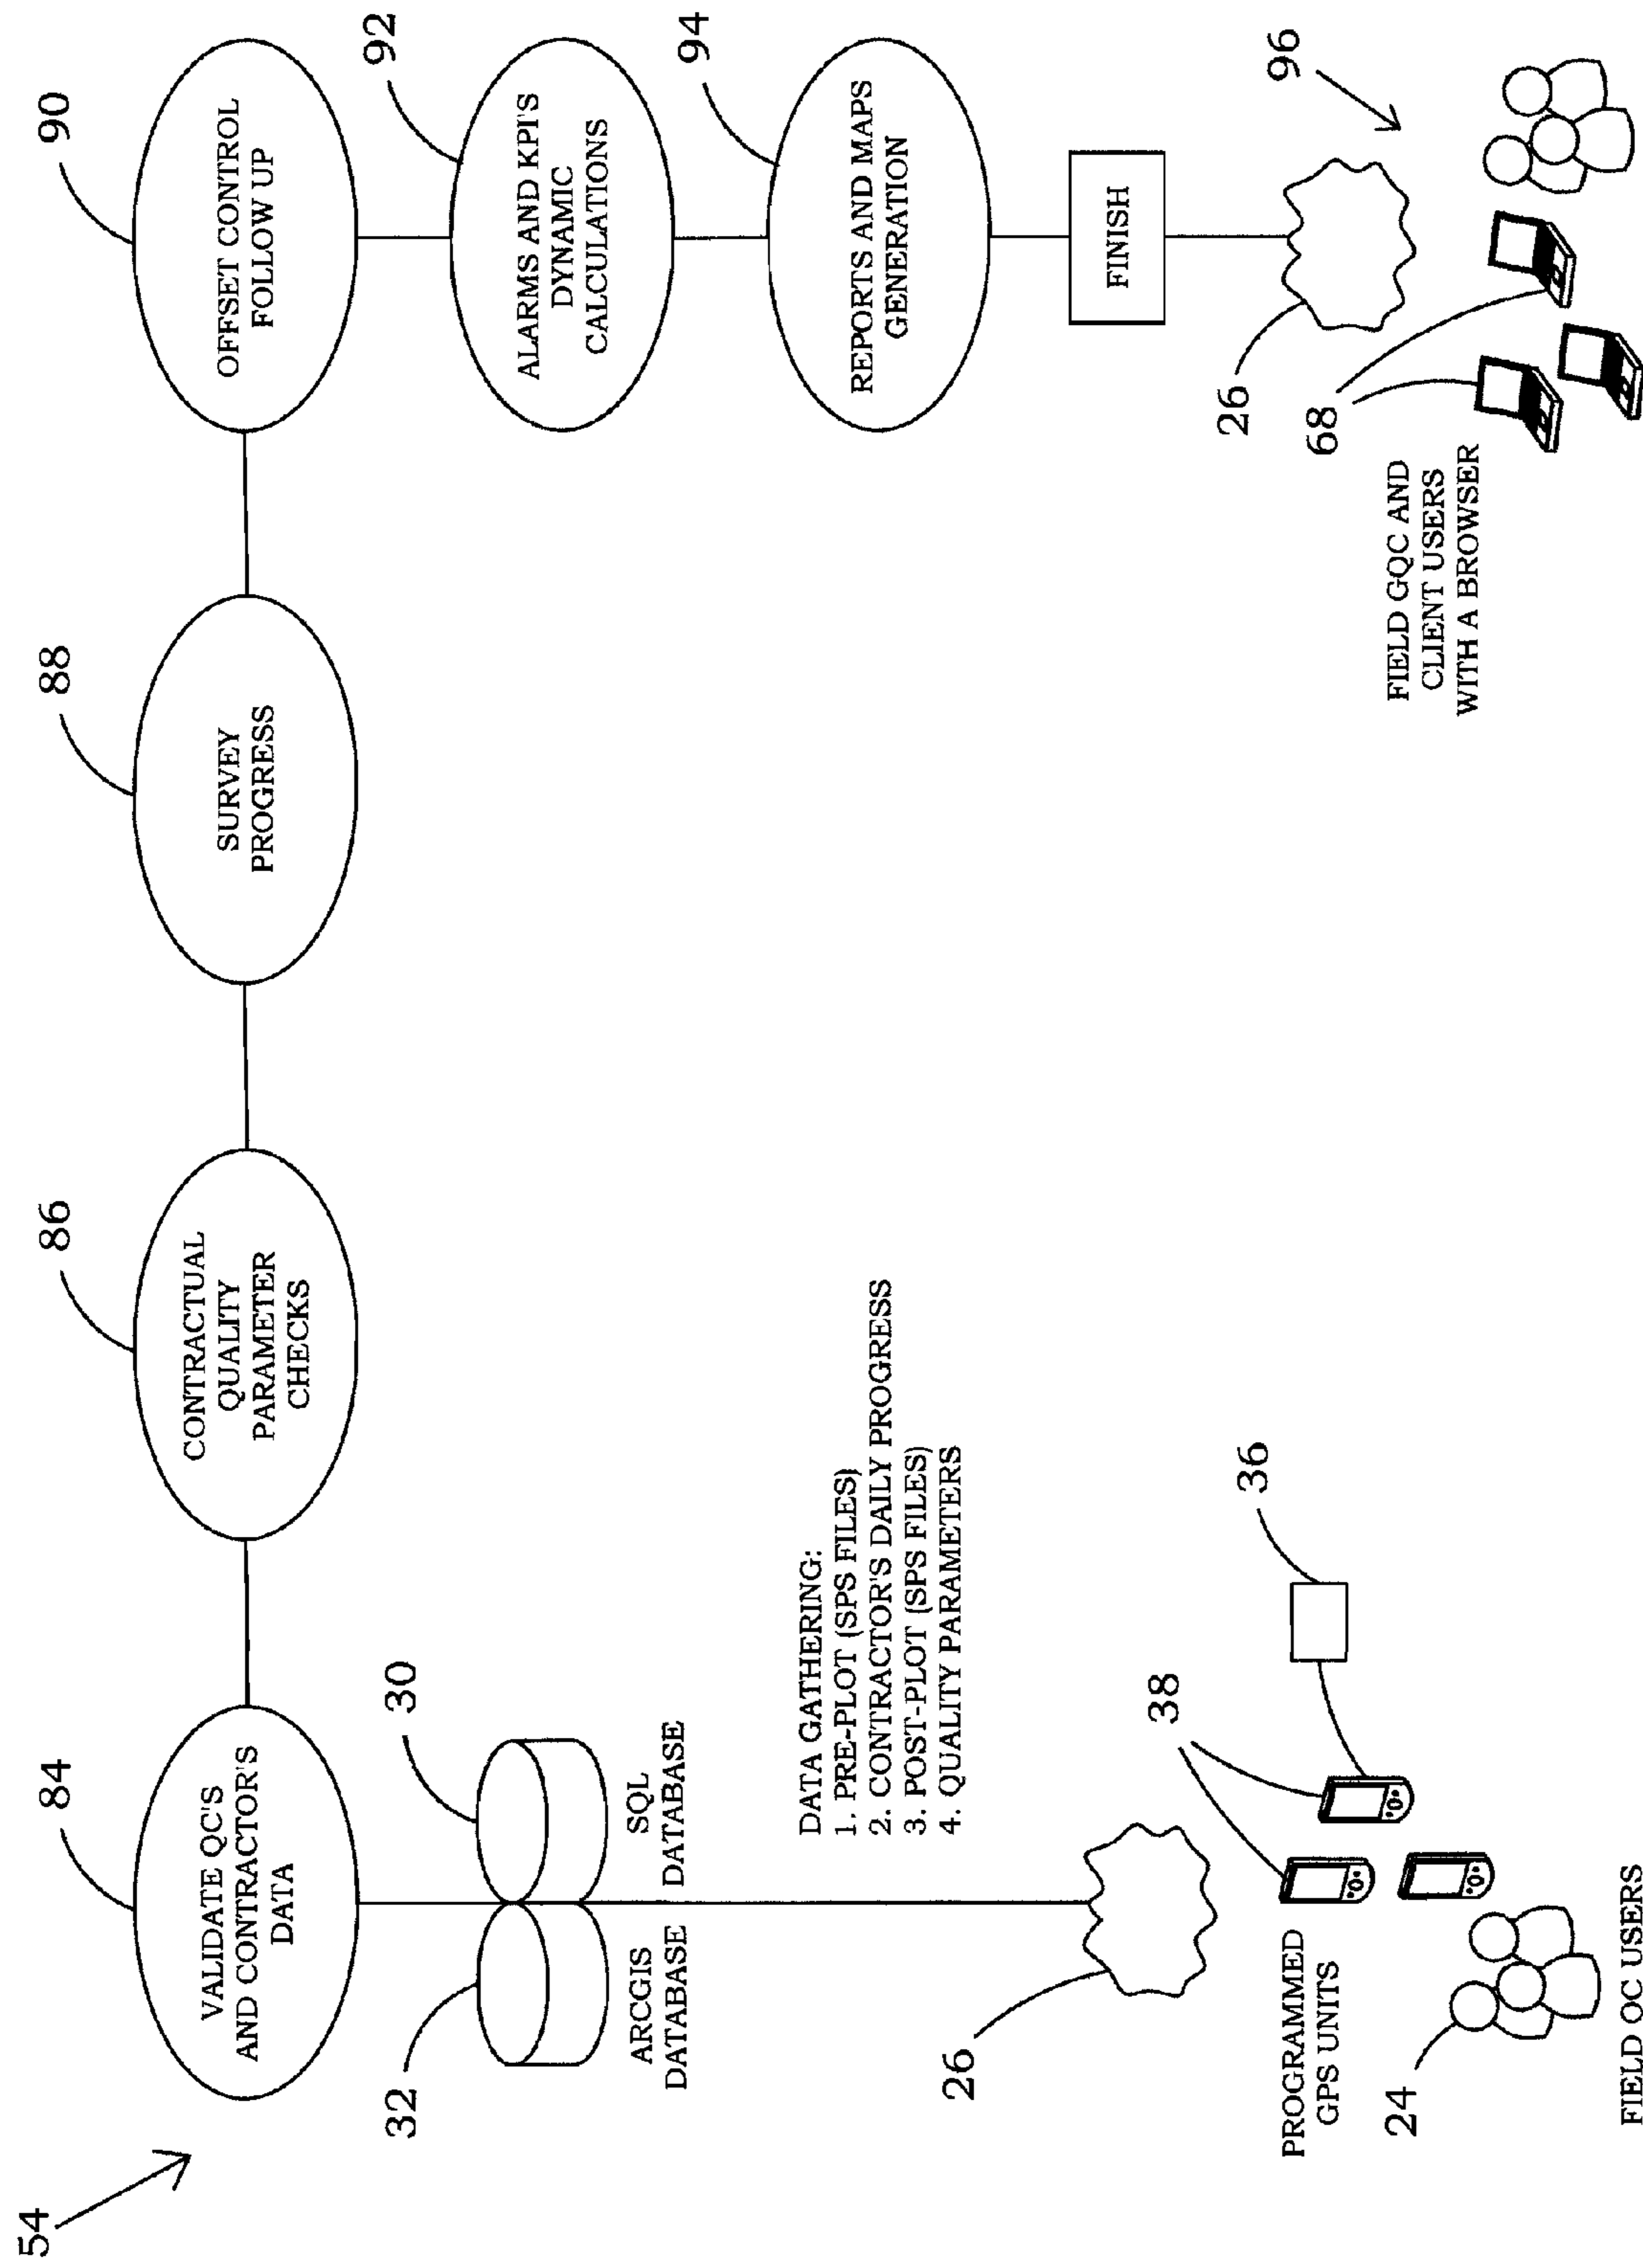 54
84
VALIDATE QC'S
AND CONTRACTOR'S
DATA
86
CONTRACTUAL
QUALITY
PARAMETER
CHECKS
88
SURVEY
PROGRESS
90
OFFSET CONTROL
FOLLOW UP
92
ALARMS AND KPI'S
DYNAMIC
CALCULATIONS
94
REPORTS AND MAPS
GENERATION
FINISH
26
96
68
FIELD GQC AND
CLIENT USERS
WITH A BROWSER
32
30
ARCGIS
DATABASE
SQL
DATABASE
DATA GATHERING:
1. PRE-PLOT (SPS FILES)
2. CONTRACTOR'S DAILY PROGRESS
3. POST-PLOT (SPS FILES)
4. QUALITY PARAMETERS
26
PROGRAMMED
GPS UNITS
38
36
24
FIELD OC USERS